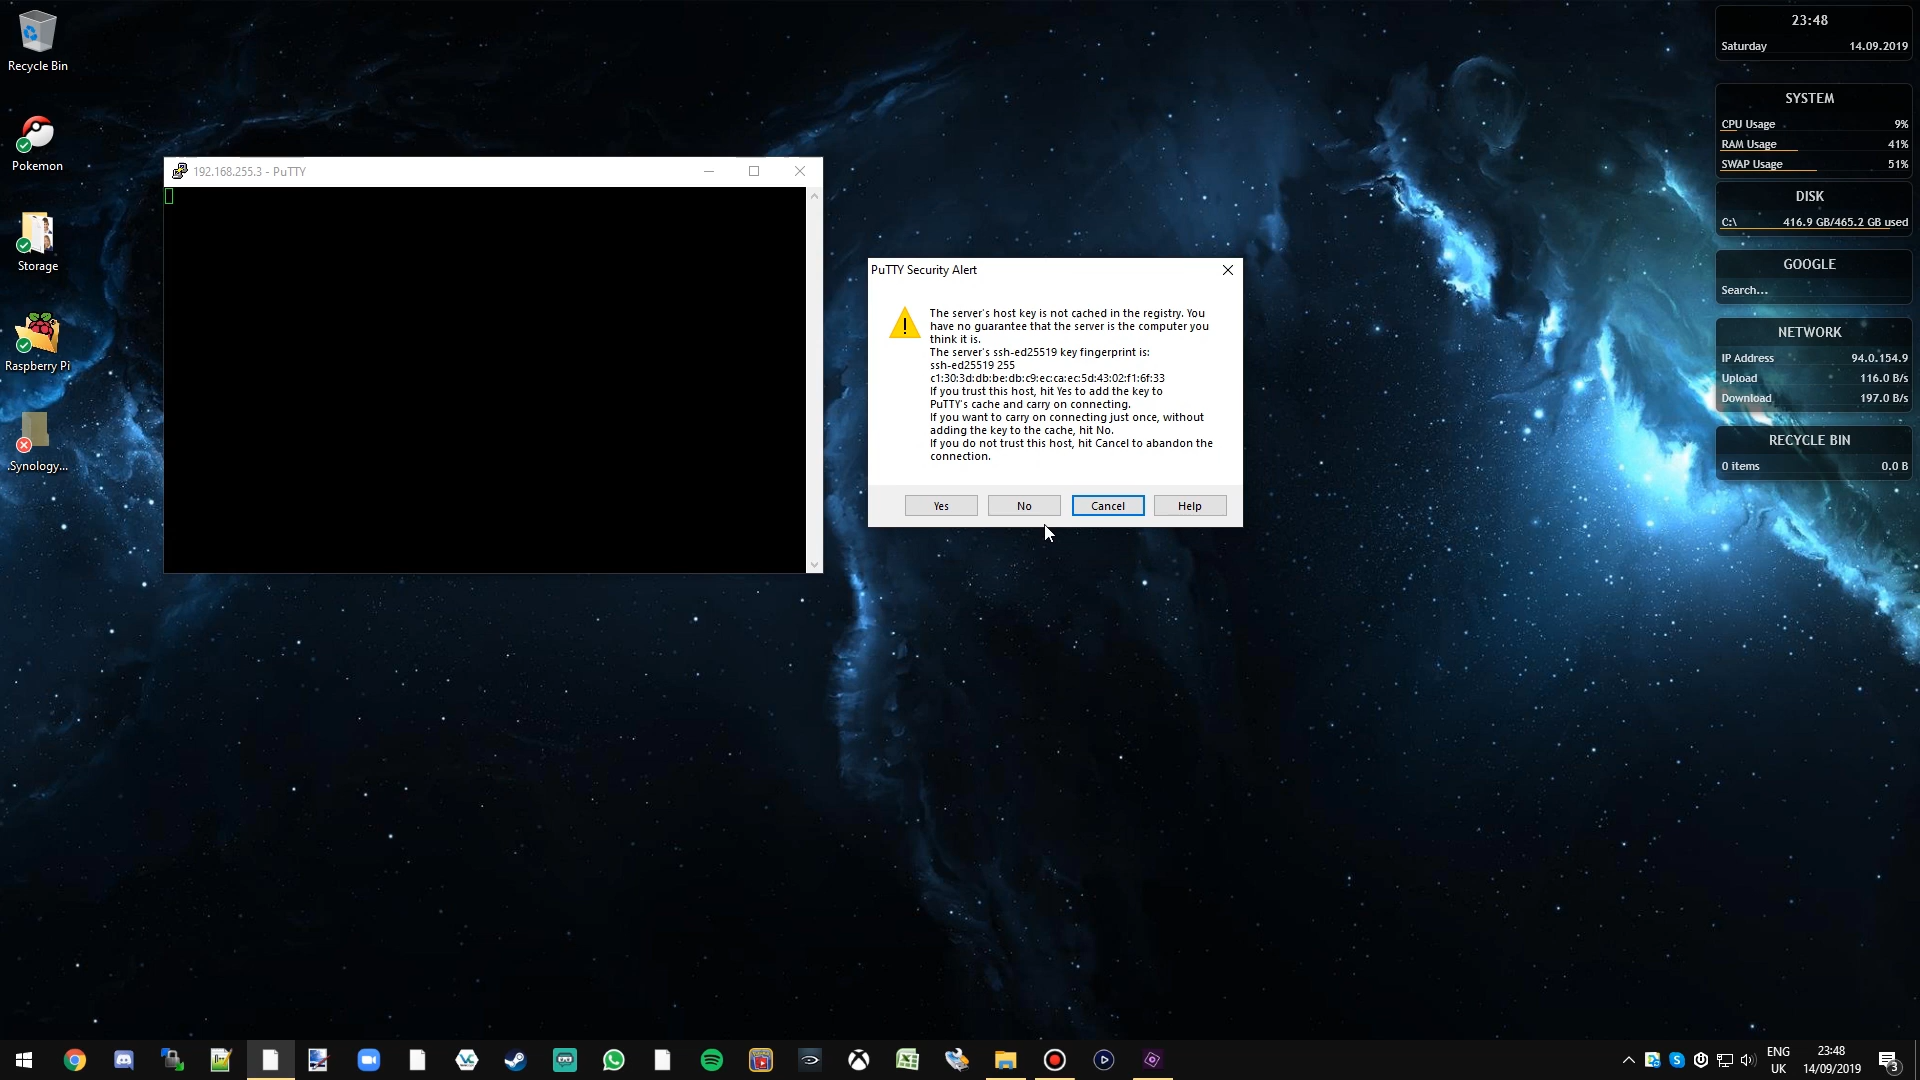 Recycle Bin
Pokemon
Storage
Raspberry Pi
.Synology...
192.168.255.3 - PuTTY
PuTTY Security Alert
The server's host key is not cached in the registry. You
have no guarantee that the server is the computer you
think it is.
The server's ssh-ed25519 key fingerprint is:
ssh-ed25519 255
c1:30:3d:db:be:db:c9:ec:ca:ec:5d:43:02:f1:6f:33
If you trust this host, hit Yes to add the key to
PuTTY's cache and carry on connecting.
If you want to carry on connecting just once, without
adding the key to the cache, hit No.
If you do not trust this host, hit Cancel to abandon the
connection.
Yes No Cancel Help
23:48
Saturday 14.09.2019
SYSTEM
CPU Usage 9%
RAM Usage 41%
SWAP Usage 51%
DISK
C:\ 416.9 GB/465.2 GB used
GOOGLE
Search...
NETWORK
IP Address 94.0.154.9
Upload 116.0 B/s
Download 197.0 B/s
RECYCLE BIN
0 items 0.0 B
ENG
UK
23:48
14/09/2019
3